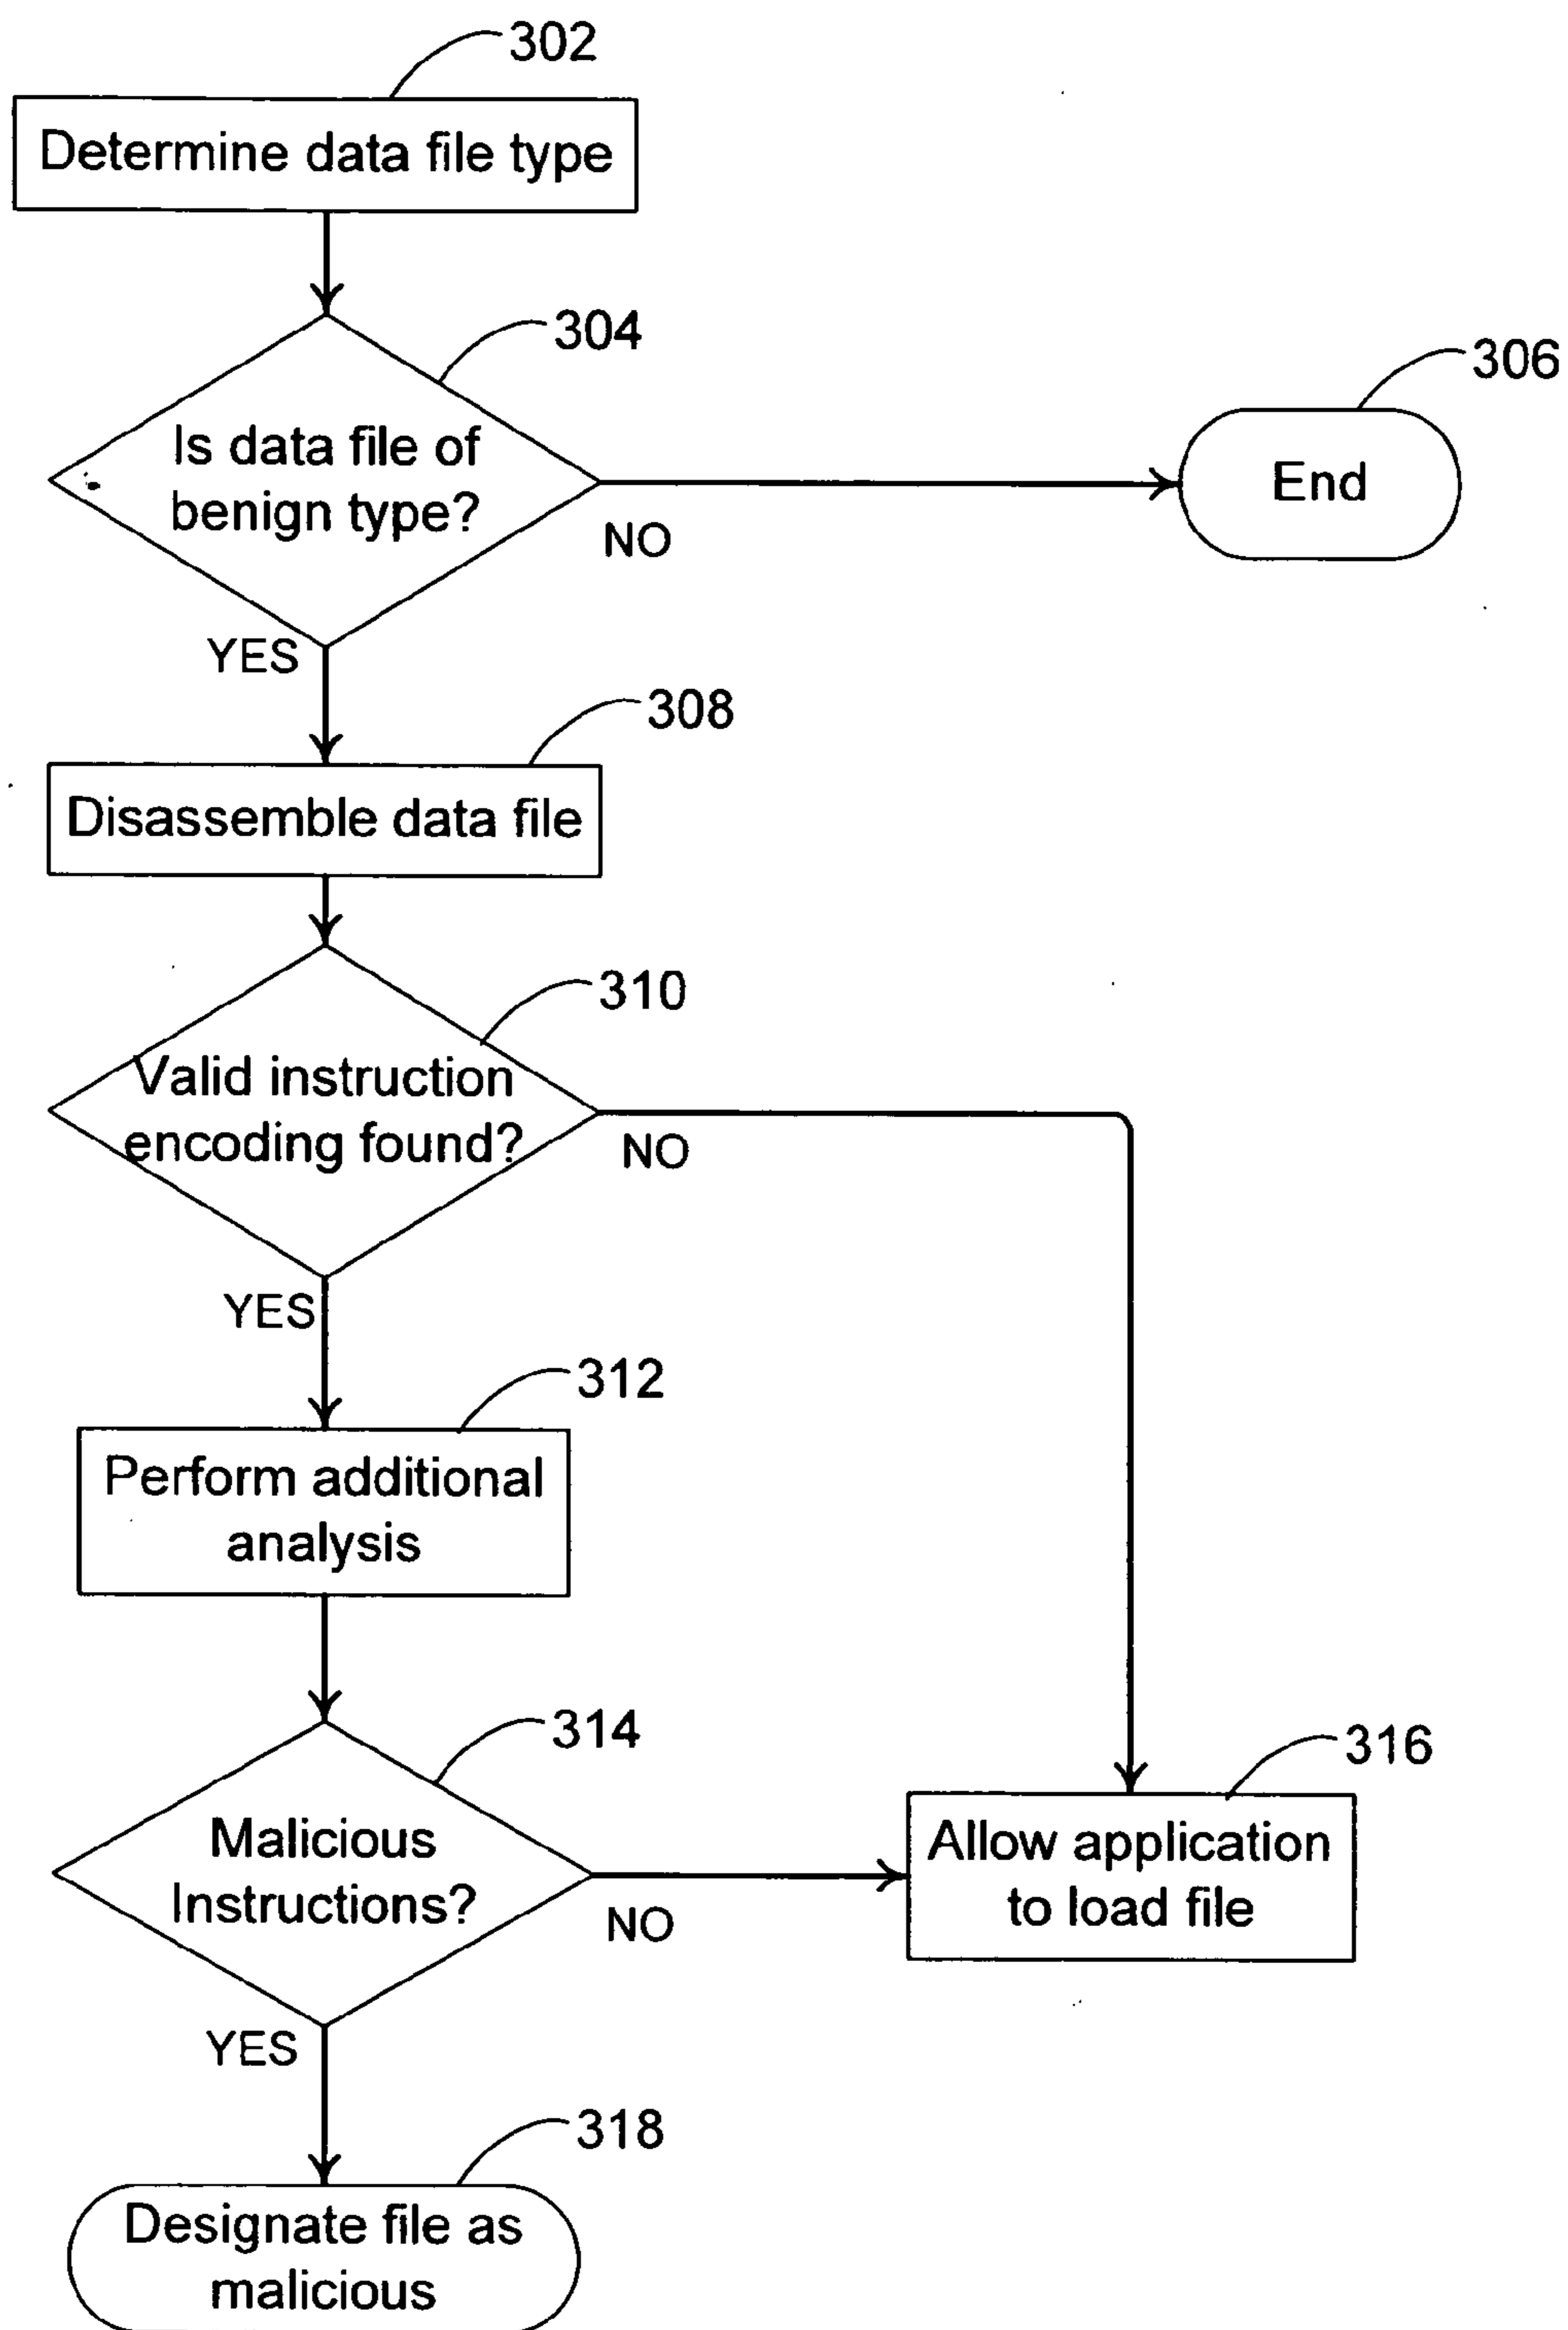 302
Determine data file type
304
306
Is data file of
benign type?
End
NO
YES
308
Disassemble data file
310
Valid instruction
encoding found?
NO
YES
312
Perform additional
analysis
314
316
Malicious
Instructions?
Allow application
to load file
NO
YES
318
Designate file as
malicious